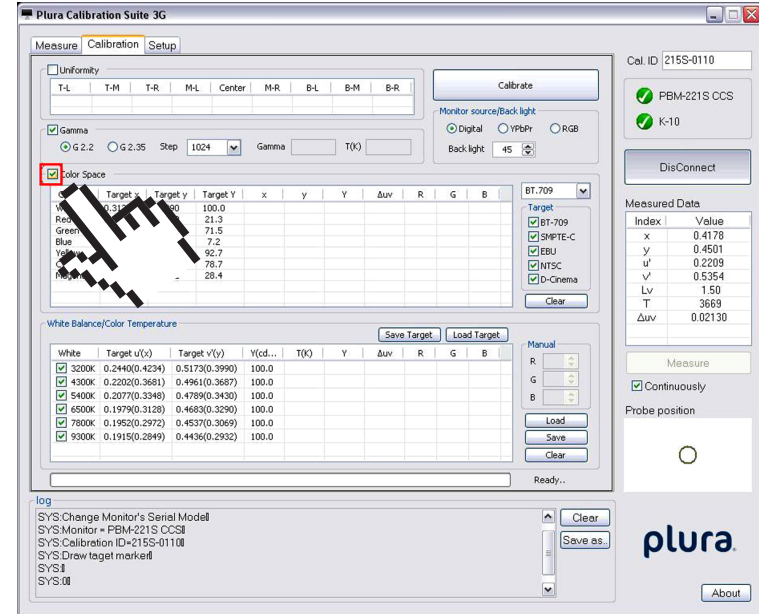 Plura Calibration Suite 3G
Measure Calibration Setup
Uniformity
T-L T-M T-R M-L Center M-R B-L B-M B-R
Calibrate
Monitor source/Back light
Digital YPbPr RGB
Back light 45
Gamma
G 2.2 G 2.35 Step 1024 Gamma T(K)
Color Space
Target x Target y Target Y x y Y Δuv R G B
100.0
Red 21.3
Green 71.5
Blue 7.2
92.7
78.7
28.4
BT.709
Target
BT-709
SMPTE-C
EBU
NTSC
D-Cinema
Clear
White Balance/Color Temperature
Save Target Load Target
White Target u'(x) Target v'(y) Y(cd... T(K) Y Δuv R G B
3200K 0.2440(0.4234) 0.5173(0.3990) 100.0
4300K 0.2202(0.3681) 0.4961(0.3687) 100.0
5400K 0.2077(0.3348) 0.4789(0.3430) 100.0
6500K 0.1979(0.3128) 0.4683(0.3290) 100.0
7800K 0.1952(0.2972) 0.4537(0.3069) 100.0
9300K 0.1915(0.2849) 0.4436(0.2932) 100.0
Manual
R
G
B
Load
Save
Clear
Ready..
Cal. ID 215S-0110
PBM-221S CCS
K-10
DisConnect
Measured Data
Index Value
x 0.4178
y 0.4501
u' 0.2209
v' 0.5354
Lv 1.50
T 3669
Δuv 0.02130
Measure
Continuously
Probe position
log
SYS:Change Monitor's Serial Model
SYS:Monitor = PBM-221S CCS
SYS:Calibration ID=215S-0110
SYS:Draw taget marker
SYS:
SYS:0
Clear
Save as..
plura.
About